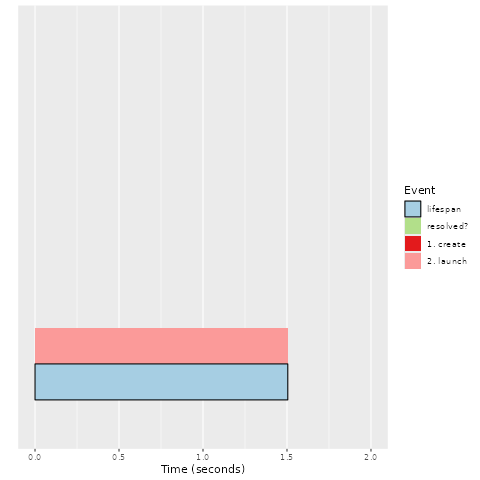 Event
lifespan
resolved?
1. create
2. launch
0.0 0.5 1.0 1.5 2.0
Time (seconds)